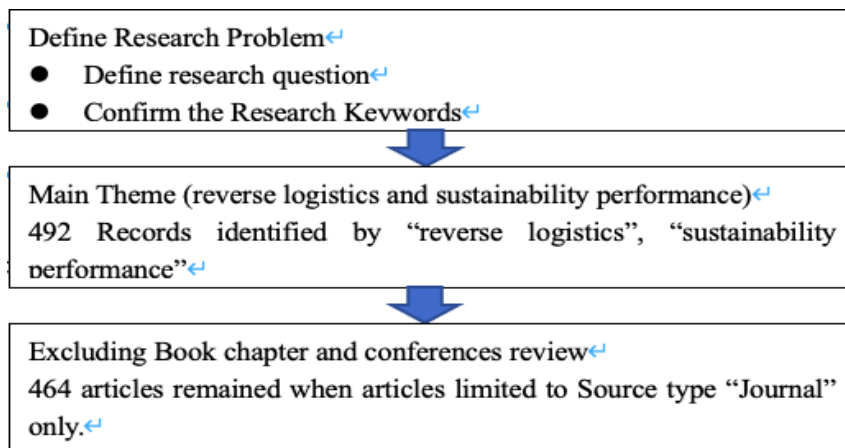 Define Research Problem↵
● Define research question↵
● Confirm the Research Keywords↵
Main Theme (reverse logistics and sustainability performance)↵
492 Records identified by “reverse logistics”, “sustainability
performance”↵
Excluding Book chapter and conferences review↵
464 articles remained when articles limited to Source type “Journal”
only.↵